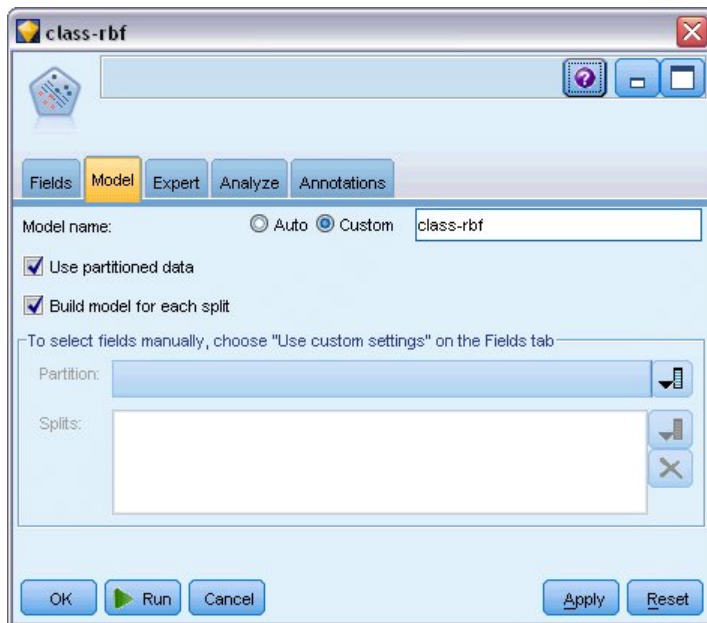 class-rbf
Fields Model Expert Analyze Annotations
Model name: Auto Custom class-rbf
Use partitioned data
Build model for each split
To select fields manually, choose "Use custom settings" on the Fields tab
Partition:
Splits:
OK Run Cancel Apply Reset